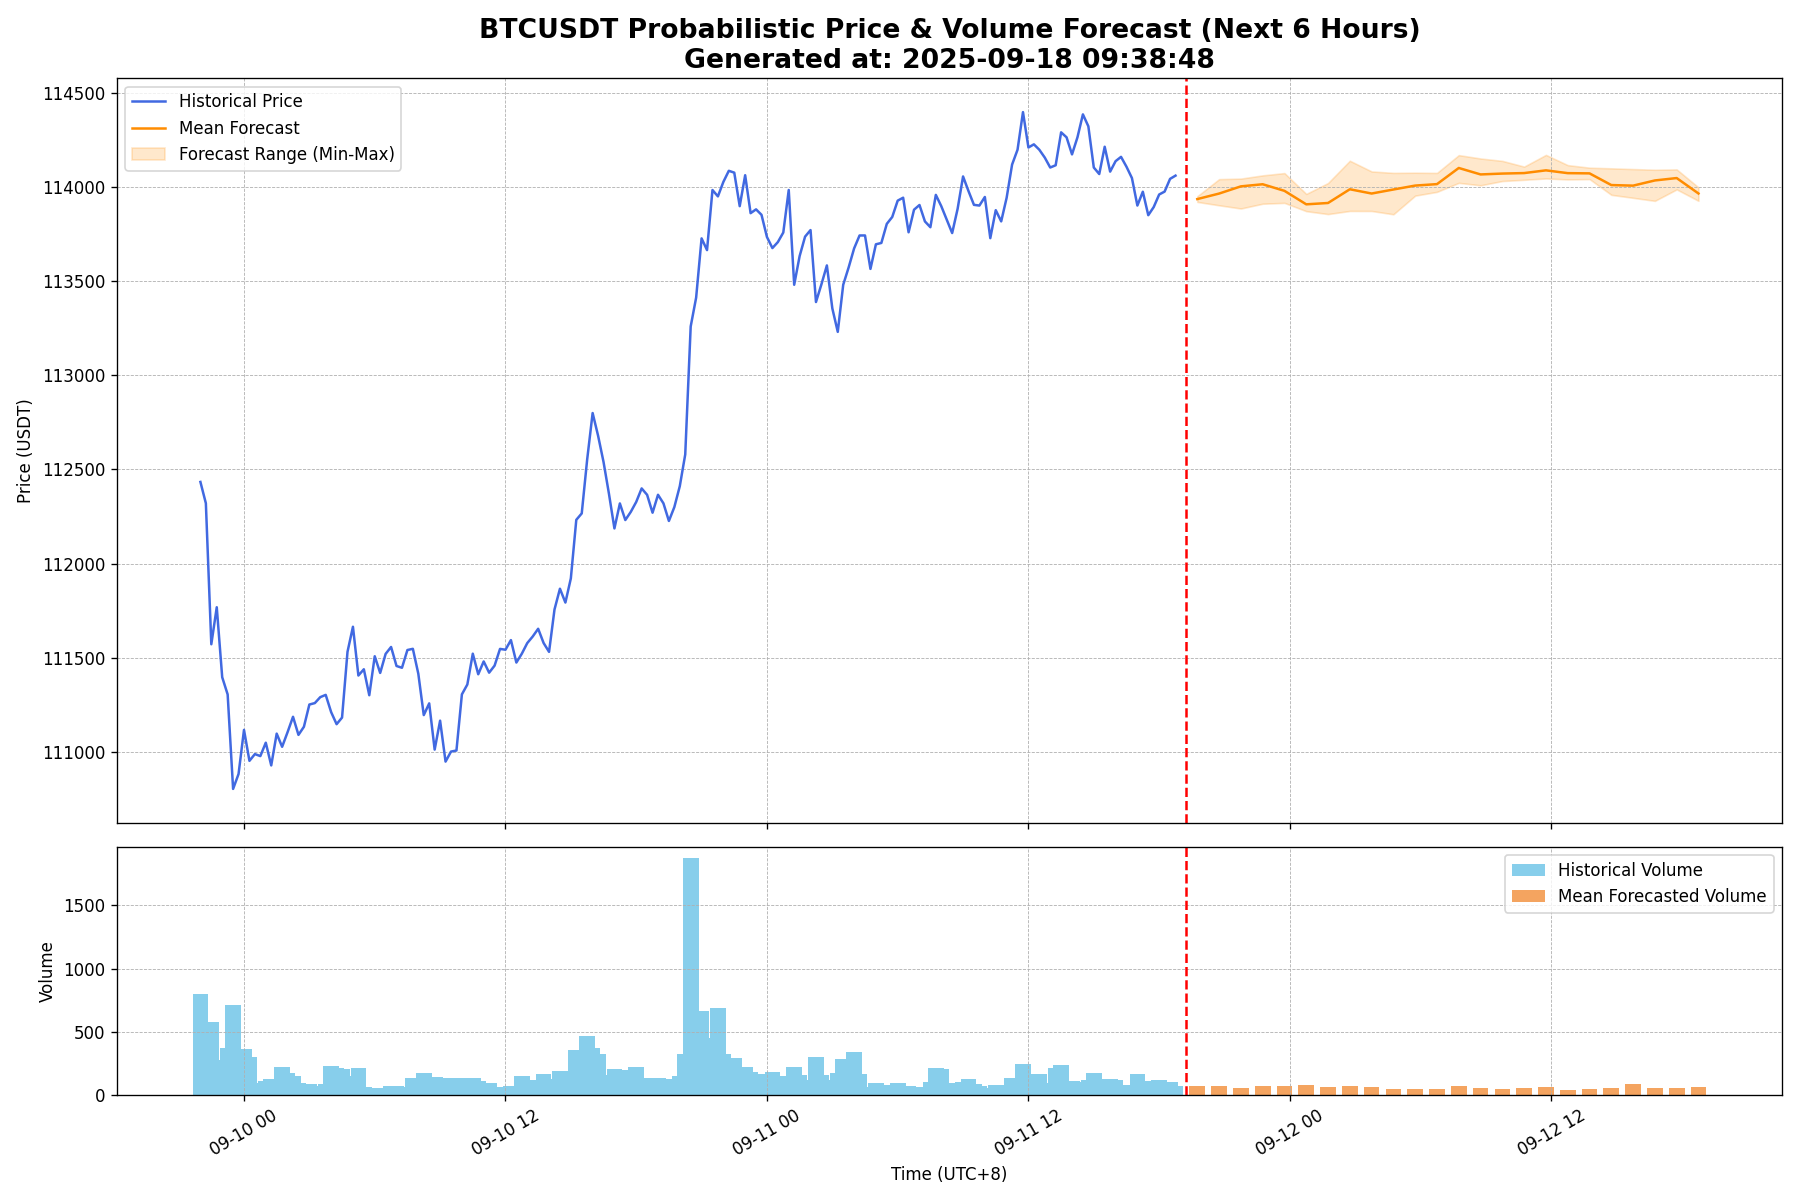 BTCUSDT Probabilistic Price & Volume Forecast (Next 6 Hours)
Generated at: 2025-09-18 09:38:48
Historical Price
Mean Forecast
Forecast Range (Min-Max)
Price (USDT)
114500
114000
113500
113000
112500
112000
111500
111000
Historical Volume
Mean Forecasted Volume
Volume
1500
1000
500
0
09-10 00
09-10 12
09-11 00
09-11 12
09-12 00
09-12 12
Time (UTC+8)